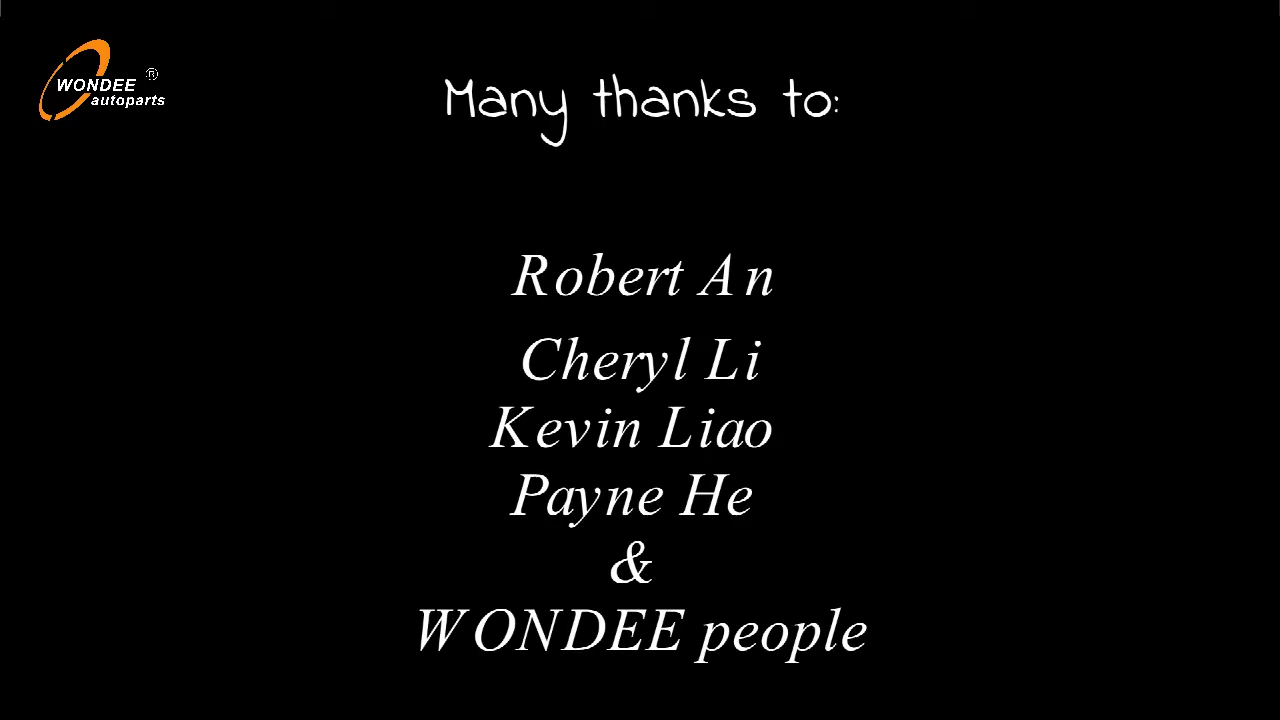 WONDEE ®
autoparts
Many thanks to:
Robert An
Cheryl Li
Kevin Liao
Payne He
&
WONDEE people